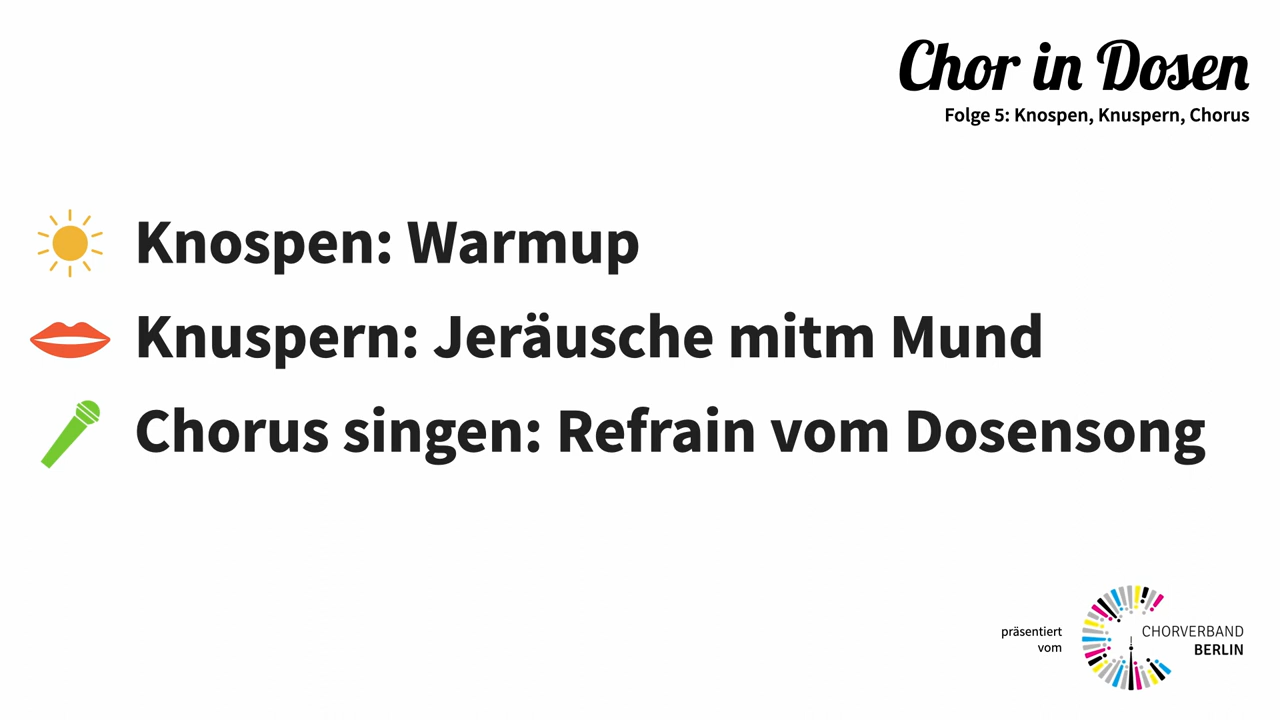 Chor in Dosen
Folge 5: Knospen, Knuspern, Chorus
Knospen: Warmup
Knuspern: Jeräusche mitm Mund
Chorus singen: Refrain vom Dosensong
präsentiert
vom
CHORVERBAND
BERLIN